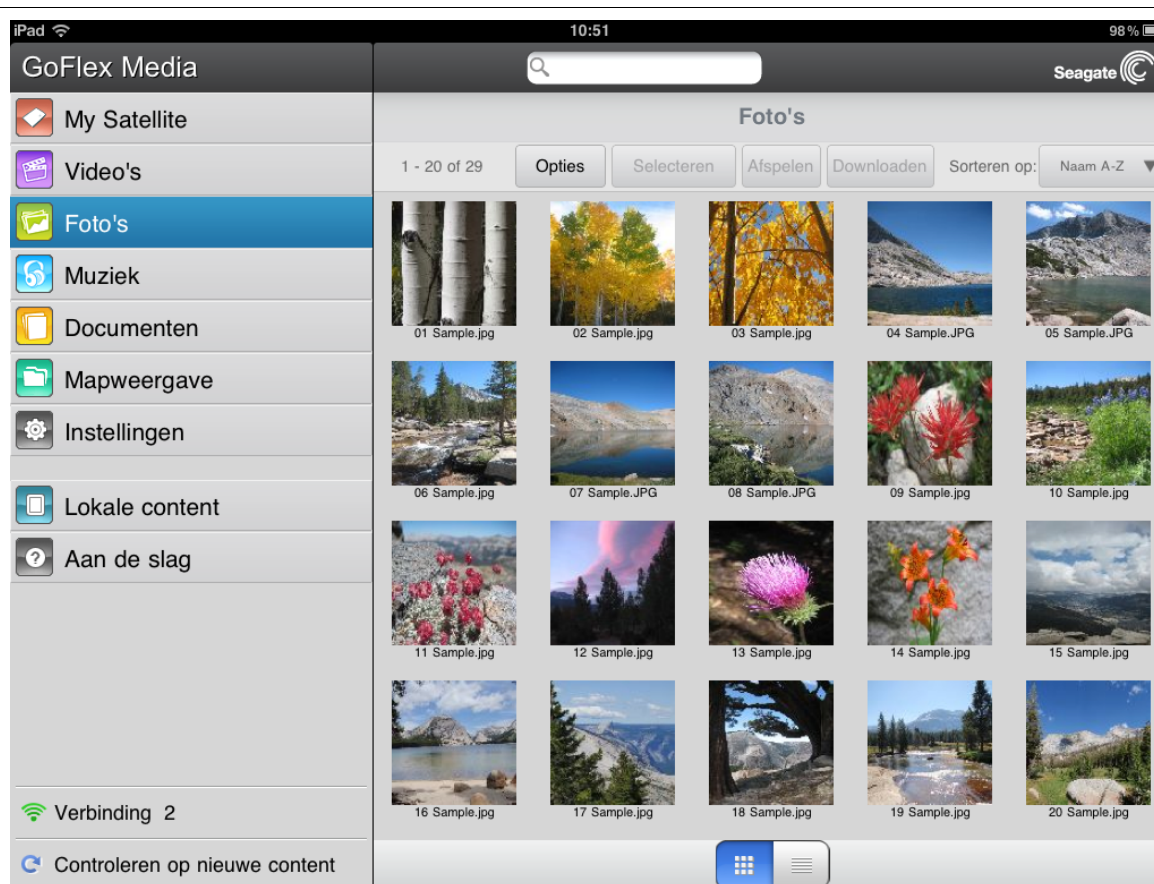 iPad 10:51 98%
GoFlex Media
Seagate
My Satellite
Video's
Foto's
Muziek
Documenten
Mapweergave
Instellingen
Lokale content
Aan de slag
Verbinding 2
Controleren op nieuwe content
Foto's
1 - 20 of 29 Opties Selecteren Afspelen Downloaden Sorteren op: Naam A-Z
01 Sample.jpg 02 Sample.jpg 03 Sample.jpg 04 Sample.JPG 05 Sample.JPG
06 Sample.jpg 07 Sample.JPG 08 Sample.JPG 09 Sample.jpg 10 Sample.jpg
11 Sample.jpg 12 Sample.jpg 13 Sample.jpg 14 Sample.jpg 15 Sample.jpg
16 Sample.jpg 17 Sample.jpg 18 Sample.jpg 19 Sample.jpg 20 Sample.jpg